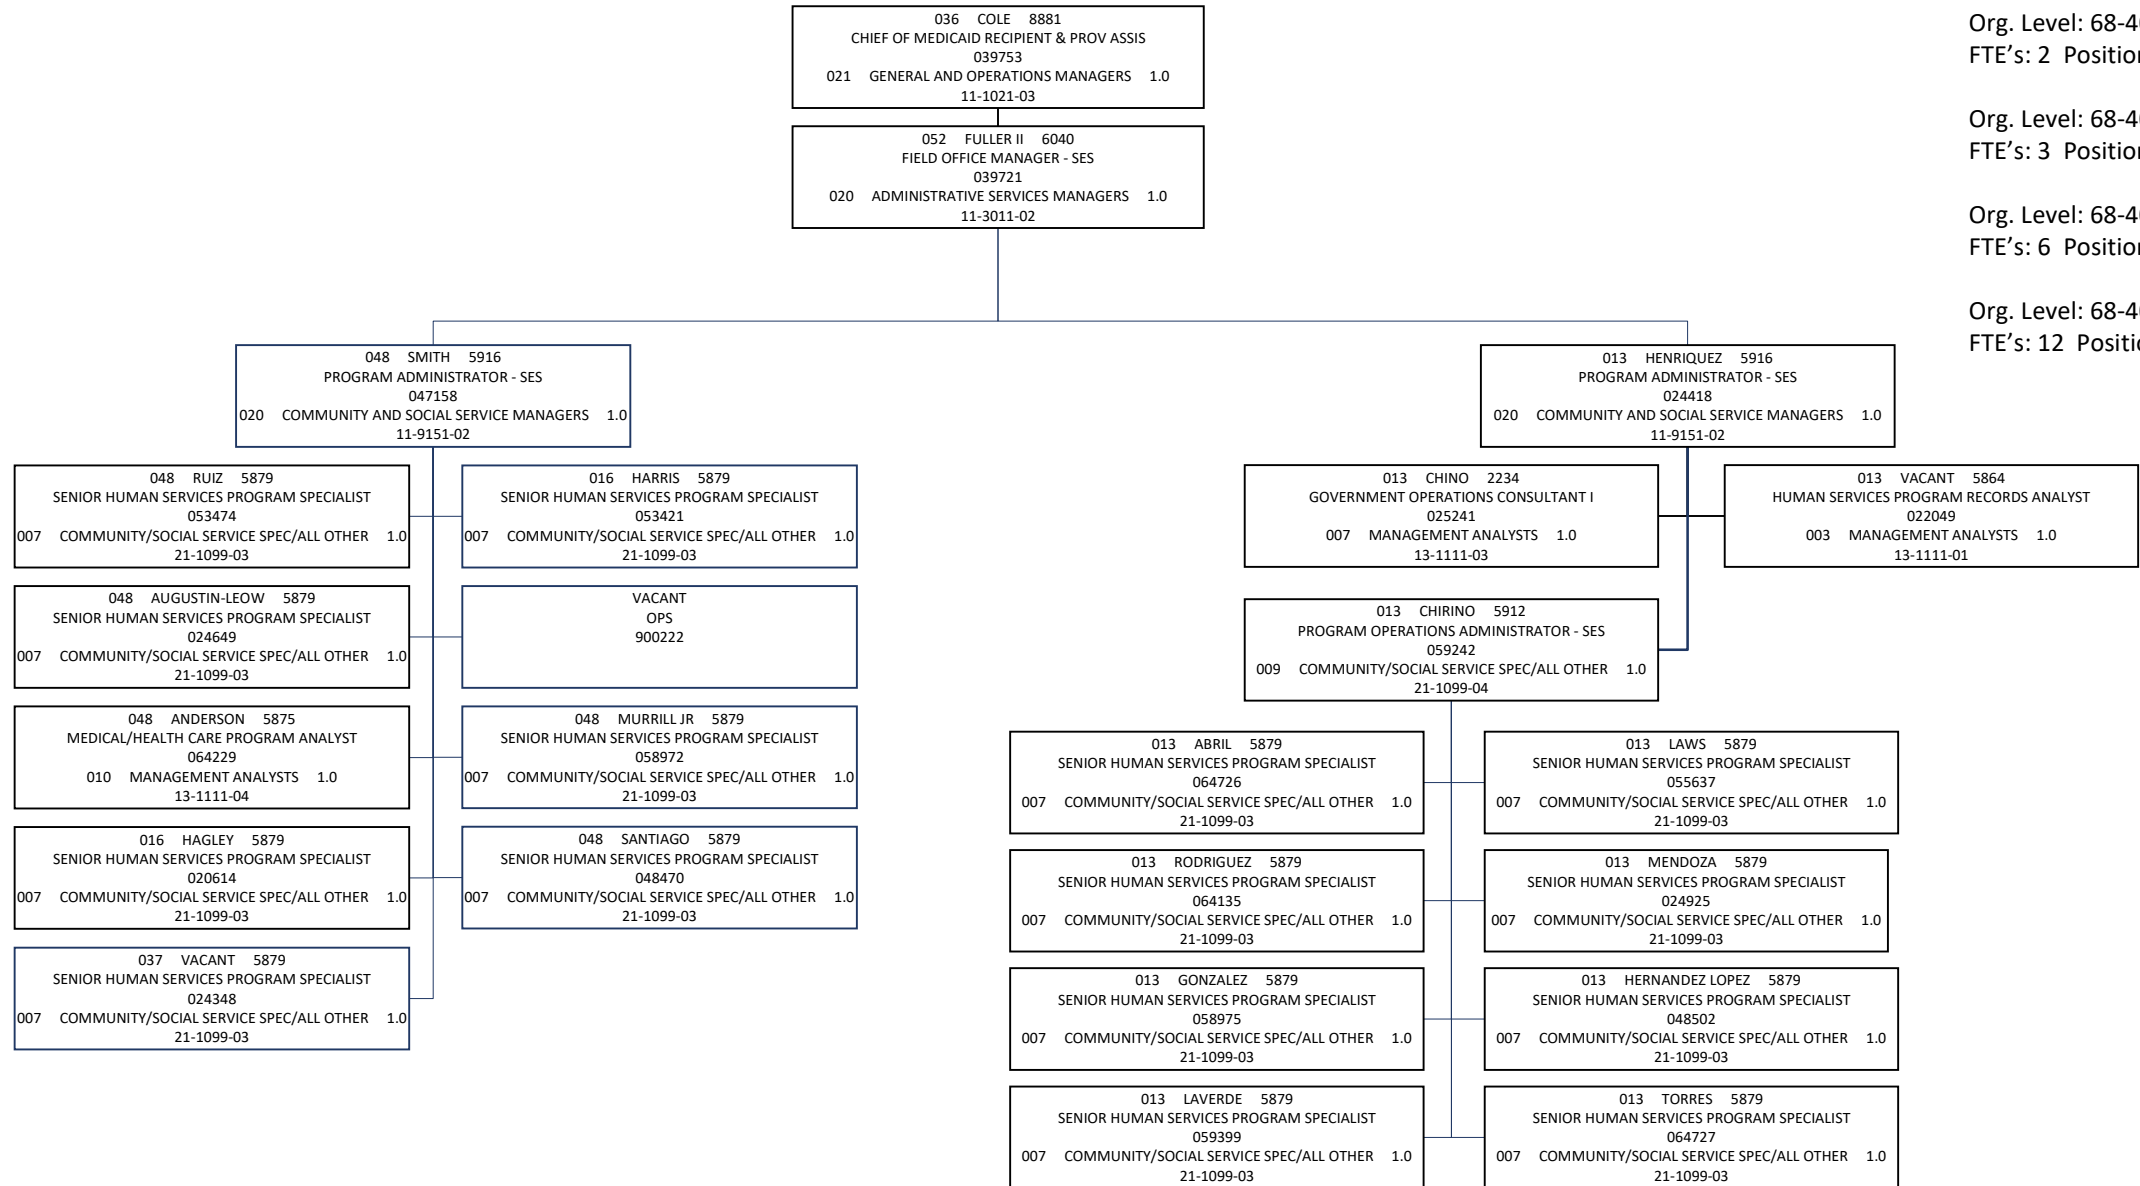 036 COLE 8881
CHIEF OF MEDICAID RECIPIENT & PROV ASSIS
039753
021 GENERAL AND OPERATIONS MANAGERS 1.0
11-1021-03
052 FULLER II 6040
FIELD OFFICE MANAGER - SES
039721
020 ADMINISTRATIVE SERVICES MANAGERS 1.0
11-3011-02
Org. Level: 68-4
FTE's: 2 Position
Org. Level: 68-4
FTE's: 3 Position
Org. Level: 68-4
FTE's: 6 Position
Org. Level: 68-4
FTE's: 12 Positi
048 SMITH 5916
PROGRAM ADMINISTRATOR - SES
047158
020 COMMUNITY AND SOCIAL SERVICE MANAGERS 1.0
11-9151-02
013 HENRIQUEZ 5916
PROGRAM ADMINISTRATOR - SES
024418
020 COMMUNITY AND SOCIAL SERVICE MANAGERS 1.0
11-9151-02
048 RUIZ 5879
SENIOR HUMAN SERVICES PROGRAM SPECIALIST
053474
007 COMMUNITY/SOCIAL SERVICE SPEC/ALL OTHER 1.0
21-1099-03
016 HARRIS 5879
SENIOR HUMAN SERVICES PROGRAM SPECIALIST
053421
007 COMMUNITY/SOCIAL SERVICE SPEC/ALL OTHER 1.0
21-1099-03
048 AUGUSTIN-LEOW 5879
SENIOR HUMAN SERVICES PROGRAM SPECIALIST
024649
007 COMMUNITY/SOCIAL SERVICE SPEC/ALL OTHER 1.0
21-1099-03
VACANT
OPS
900222
048 ANDERSON 5875
MEDICAL/HEALTH CARE PROGRAM ANALYST
064229
010 MANAGEMENT ANALYSTS 1.0
13-1111-04
048 MURRILL JR 5879
SENIOR HUMAN SERVICES PROGRAM SPECIALIST
058972
007 COMMUNITY/SOCIAL SERVICE SPEC/ALL OTHER 1.0
21-1099-03
016 HAGLEY 5879
SENIOR HUMAN SERVICES PROGRAM SPECIALIST
020614
007 COMMUNITY/SOCIAL SERVICE SPEC/ALL OTHER 1.0
21-1099-03
048 SANTIAGO 5879
SENIOR HUMAN SERVICES PROGRAM SPECIALIST
048470
007 COMMUNITY/SOCIAL SERVICE SPEC/ALL OTHER 1.0
21-1099-03
037 VACANT 5879
SENIOR HUMAN SERVICES PROGRAM SPECIALIST
024348
007 COMMUNITY/SOCIAL SERVICE SPEC/ALL OTHER 1.0
21-1099-03
013 CHINO 2234
GOVERNMENT OPERATIONS CONSULTANT I
025241
007 MANAGEMENT ANALYSTS 1.0
13-1111-03
013 VACANT 5864
HUMAN SERVICES PROGRAM RECORDS ANALYST
022049
003 MANAGEMENT ANALYSTS 1.0
13-1111-01
013 CHIRINO 5912
PROGRAM OPERATIONS ADMINISTRATOR - SES
059242
009 COMMUNITY/SOCIAL SERVICE SPEC/ALL OTHER 1.0
21-1099-04
013 ABRIL 5879
SENIOR HUMAN SERVICES PROGRAM SPECIALIST
064726
007 COMMUNITY/SOCIAL SERVICE SPEC/ALL OTHER 1.0
21-1099-03
013 LAWS 5879
SENIOR HUMAN SERVICES PROGRAM SPECIALIST
055637
007 COMMUNITY/SOCIAL SERVICE SPEC/ALL OTHER 1.0
21-1099-03
013 RODRIGUEZ 5879
SENIOR HUMAN SERVICES PROGRAM SPECIALIST
064135
007 COMMUNITY/SOCIAL SERVICE SPEC/ALL OTHER 1.0
21-1099-03
013 MENDOZA 5879
SENIOR HUMAN SERVICES PROGRAM SPECIALIST
024925
007 COMMUNITY/SOCIAL SERVICE SPEC/ALL OTHER 1.0
21-1099-03
013 GONZALEZ 5879
SENIOR HUMAN SERVICES PROGRAM SPECIALIST
058975
007 COMMUNITY/SOCIAL SERVICE SPEC/ALL OTHER 1.0
21-1099-03
013 HERNANDEZ LOPEZ 5879
SENIOR HUMAN SERVICES PROGRAM SPECIALIST
048502
007 COMMUNITY/SOCIAL SERVICE SPEC/ALL OTHER 1.0
21-1099-03
013 LAVERDE 5879
SENIOR HUMAN SERVICES PROGRAM SPECIALIST
059399
007 COMMUNITY/SOCIAL SERVICE SPEC/ALL OTHER 1.0
21-1099-03
013 TORRES 5879
SENIOR HUMAN SERVICES PROGRAM SPECIALIST
064727
007 COMMUNITY/SOCIAL SERVICE SPEC/ALL OTHER 1.0
21-1099-03